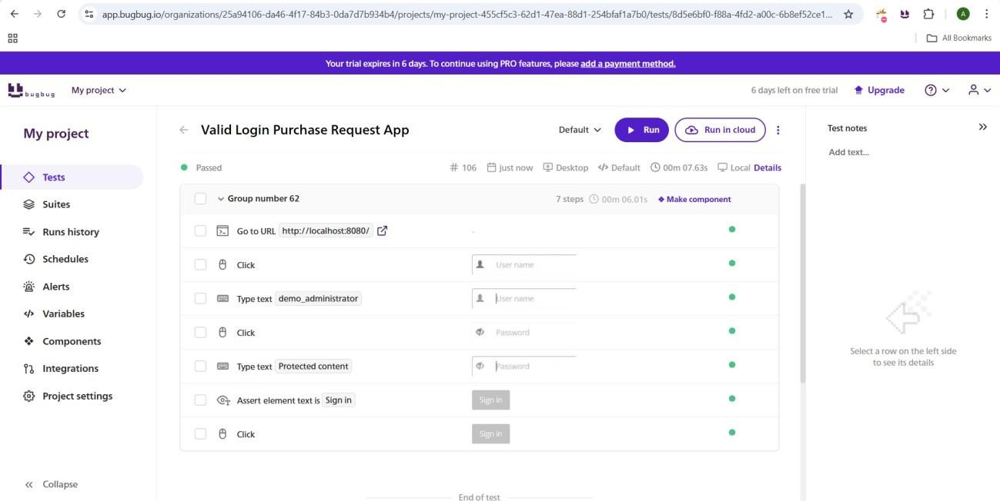 app.bugbug.io/organizations/25a94106-da46-4f17-84b3-0da7d7b934b4/projects/my-project-455cf5c3-62d1-47ea-88d1-254bfaf1a7b0/tests/8d5e6bf0-f88a-4fd2-a00c-6b8ef52ce1...
A
All Bookmarks
Your trial expires in 6 days. To continue using PRO features, please add a payment method.
bugbug
My project
6 days left on free trial
Upgrade
My project
Tests
Suites
Runs history
Schedules
Alerts
Variables
Components
Integrations
Project settings
Collapse
Valid Login Purchase Request App
Default
Run
Run in cloud
Passed
# 106 just now Desktop </> Default 00m 07.63s Local Details
Group number 62 7 steps 00m 06.01s Make component
Go to URL http://localhost:8080/ -
Click User name
Type text demo_administrator User name
Click Password
Type text Protected content Password
Assert element text is Sign in Sign in
Click Sign in
End of test
Test notes
Add text...
Select a row on the left side
to see its details